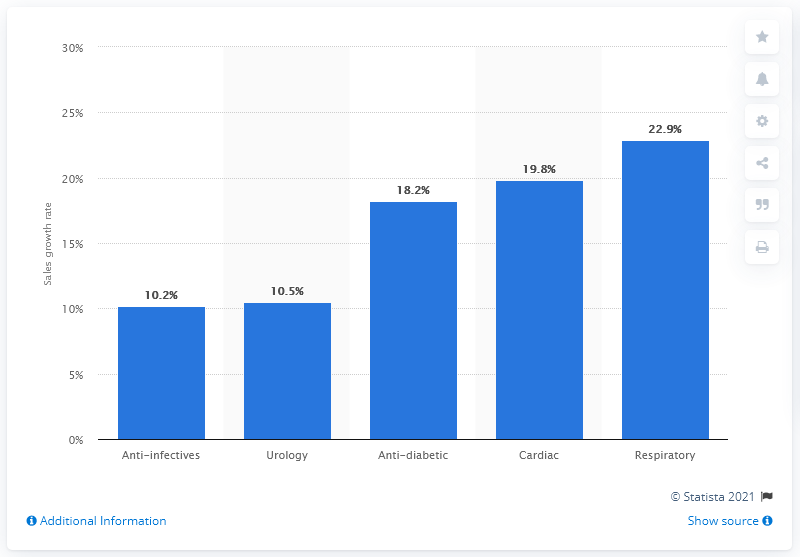 30%
25%
20%
15%
10%
5%
0%
Sales growth rate
10.2%
10.5%
18.2%
19.8%
22.9%
Anti-infectives
Urology
Anti-diabetic
Cardiac
Respiratory
© Statista 2021
Additional Information
Show source